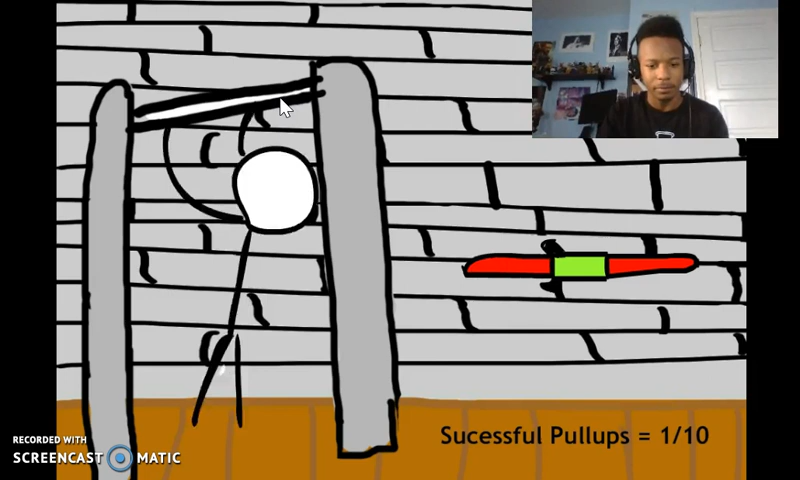 Sucessful Pullups = 1/10
RECORDED WITH
SCREENCAST MATIC